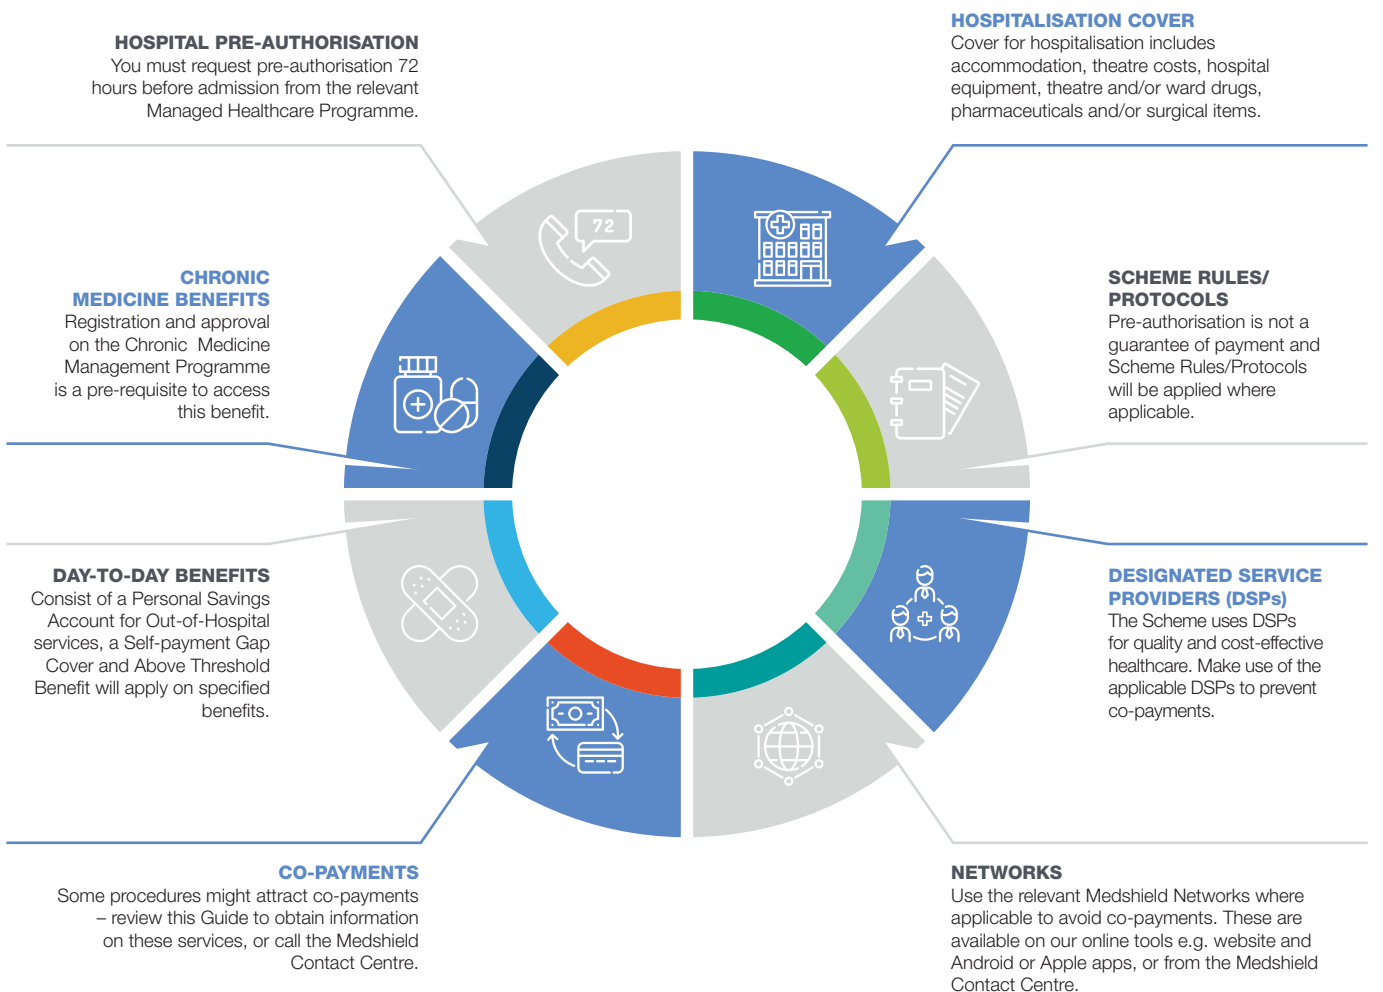 HOSPITAL PRE-AUTHORISATION
You must request pre-authorisation 72
hours before admission from the relevant
Managed Healthcare Programme.
HOSPITALISATION COVER
Cover for hospitalisation includes
accommodation, theatre costs, hospital
equipment, theatre and/or ward drugs,
pharmaceuticals and/or surgical items.
72
CHRONIC
MEDICINE BENEFITS
Registration and approval
on the Chronic Medicine
Management Programme
is a pre-requisite to access
this benefit.
SCHEME RULES/
PROTOCOLS
Pre-authorisation is not a
guarantee of payment and
Scheme Rules/Protocols
will be applied where
applicable.
DAY-TO-DAY BENEFITS
Consist of a Personal Savings
Account for Out-of-Hospital
services, a Self-payment Gap
Cover and Above Threshold
Benefit will apply on specified
benefits.
DESIGNATED SERVICE
PROVIDERS (DSPs)
The Scheme uses DSPs
for quality and cost-effective
healthcare. Make use of the
applicable DSPs to prevent
co-payments.
CO-PAYMENTS
Some procedures might attract co-payments
– review this Guide to obtain information
on these services, or call the Medshield
Contact Centre.
NETWORKS
Use the relevant Medshield Networks where
applicable to avoid co-payments. These are
available on our online tools e.g. website and
Android or Apple apps, or from the Medshield
Contact Centre.